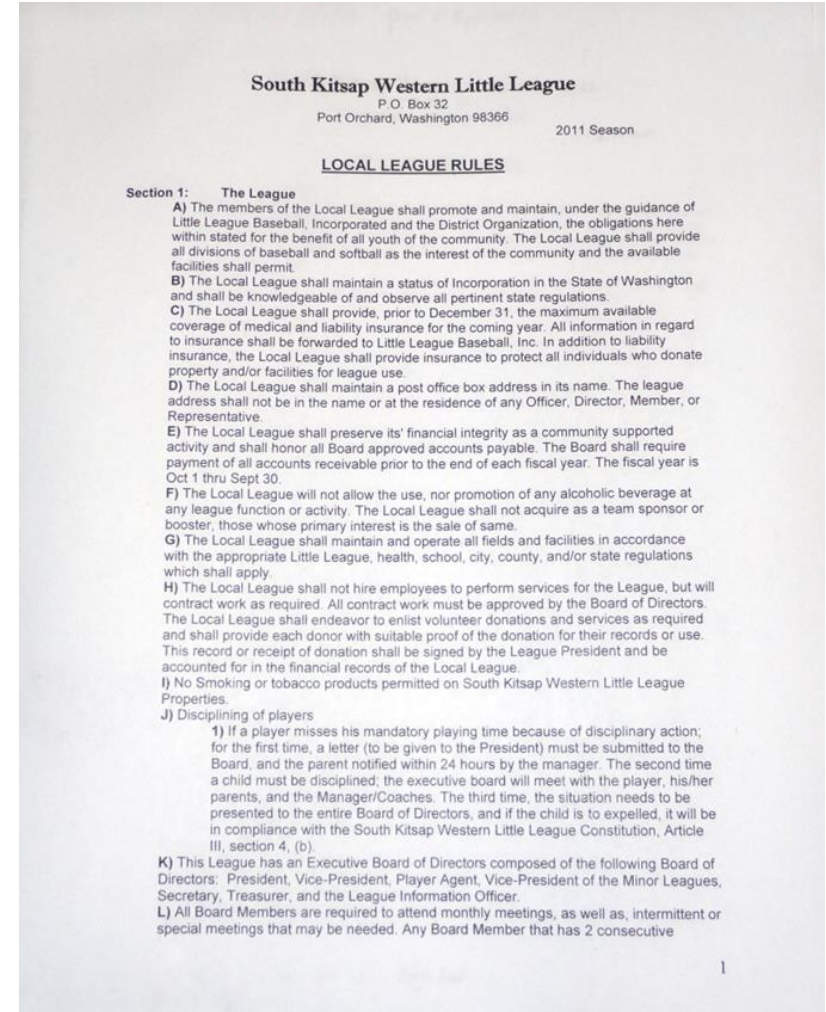 South Kitsap Western Little League
P.O. Box 32
Port Orchard, Washington 98366
2011 Season
LOCAL LEAGUE RULES
Section 1: The League
A) The members of the Local League shall promote and maintain, under the guidance of
Little League Baseball, Incorporated and the District Organization, the obligations here
within stated for the benefit of all youth of the community. The Local League shall provide
all divisions of baseball and softball as the interest of the community and the available
facilities shall permit.
B) The Local League shall maintain a status of Incorporation in the State of Washington
and shall be knowledgeable of and observe all pertinent state regulations.
C) The Local League shall provide, prior to December 31, the maximum available
coverage of medical and liability insurance for the coming year. All information in regard
to insurance shall be forwarded to Little League Baseball, Inc. In addition to liability
insurance, the Local League shall provide insurance to protect all individuals who donate
property and/or facilities for league use.
D) The Local League shall maintain a post office box address in its name. The league
address shall not be in the name or at the residence of any Officer, Director, Member, or
Representative.
E) The Local League shall preserve its' financial integrity as a community supported
activity and shall honor all Board approved accounts payable. The Board shall require
payment of all accounts receivable prior to the end of each fiscal year. The fiscal year is
Oct 1 thru Sept 30.
F) The Local League will not allow the use, nor promotion of any alcoholic beverage at
any league function or activity. The Local League shall not acquire as a team sponsor or
booster, those whose primary interest is the sale of same.
G) The Local League shall maintain and operate all fields and facilities in accordance
with the appropriate Little League, health, school, city, county, and/or state regulations
which shall apply.
H) The Local League shall not hire employees to perform services for the League, but will
contract work as required. All contract work must be approved by the Board of Directors.
The Local League shall endeavor to enlist volunteer donations and services as required
and shall provide each donor with suitable proof of the donation for their records or use.
This record or receipt of donation shall be signed by the League President and be
accounted for in the financial records of the Local League.
I) No Smoking or tobacco products permitted on South Kitsap Western Little League
Properties.
J) Disciplining of players
1) If a player misses his mandatory playing time because of disciplinary action;
for the first time, a letter (to be given to the President) must be submitted to the
Board, and the parent notified within 24 hours by the manager. The second time
a child must be disciplined; the executive board will meet with the player, his/her
parents, and the Manager/Coaches. The third time, the situation needs to be
presented to the entire Board of Directors, and if the child is to expelled, it will be
in compliance with the South Kitsap Western Little League Constitution, Article
III, section 4, (b).
K) This League has an Executive Board of Directors composed of the following Board of
Directors: President, Vice-President, Player Agent, Vice-President of the Minor Leagues,
Secretary, Treasurer, and the League Information Officer.
L) All Board Members are required to attend monthly meetings, as well as, intermittent or
special meetings that may be needed. Any Board Member that has 2 consecutive
1